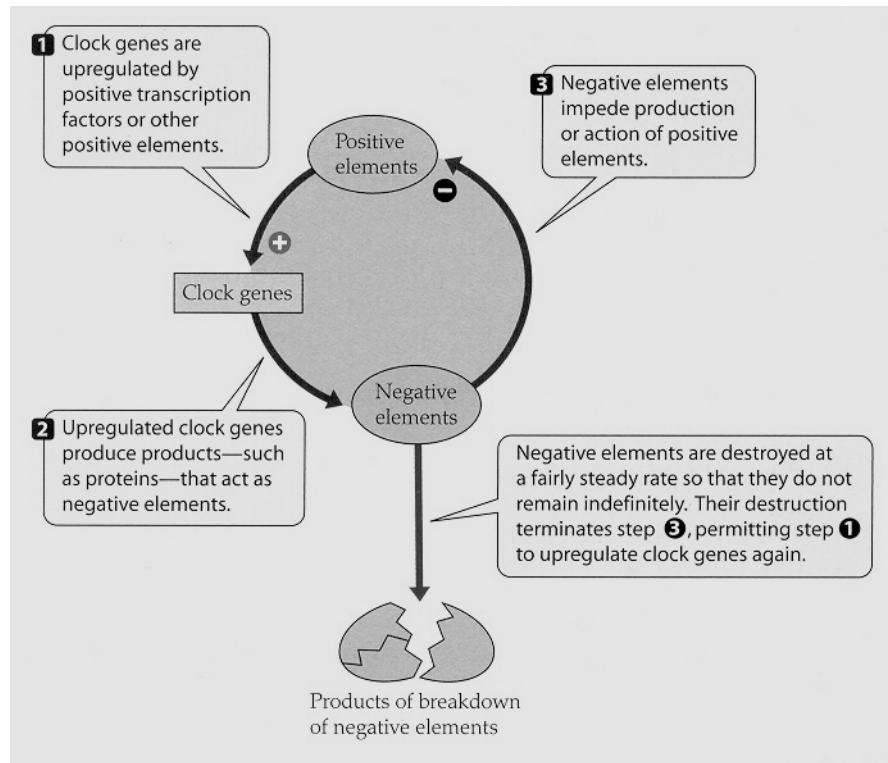 1 Clock genes are
upregulated by
positive transcription
factors or other
positive elements.
3 Negative elements
impede production
or action of positive
elements.
Positive
elements
−
+
Clock genes
Negative
elements
2 Upregulated clock genes
produce products—such
as proteins—that act as
negative elements.
Negative elements are destroyed at
a fairly steady rate so that they do not
remain indefinitely. Their destruction
terminates step 3, permitting step 1
to upregulate clock genes again.
Products of breakdown
of negative elements